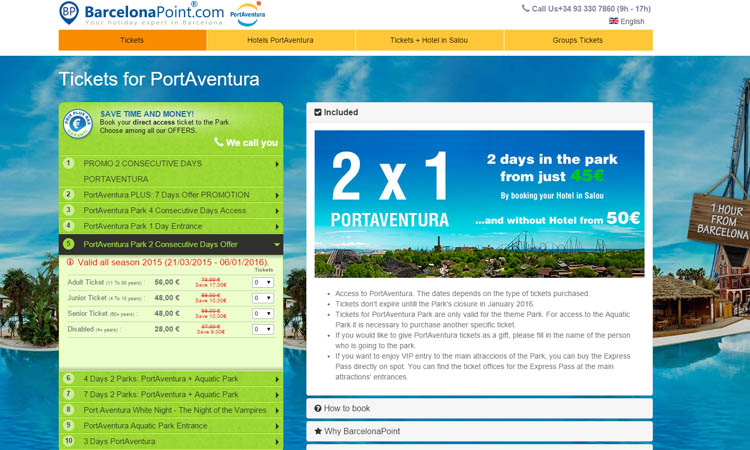 BarcelonaPoint.com®
Your holiday expert in Barcelona
PortAventura
Call Us+34 93 330 7860 (9h - 17h)
English
Tickets
Hotels PortAventura
Tickets + Hotel in Salou
Groups Tickets
Tickets for PortAventura
SAVE TIME AND MONEY!
Book your direct access ticket to the Park.
Choose among all our OFFERS.
We call you
1 PROMO 2 CONSECUTIVE DAYS
PORTAVENTURA
2 PortAventura PLUS: 7 Days Offer PROMOTION
3 PortAventura Park 4 Consecutive Days Access
4 PortAventura Park 1 Day Entrance
5 PortAventura Park 2 Consecutive Days Offer
Valid all season 2015 (21/03/2015 - 06/01/2016).
Tickets
Adult Ticket (11 To 59 years) : 56,00 € 73,00 € 0
Save 17,00€
Junior Ticket (4 To 10 years) : 48,00 € 0
Save 10,00€
Senior Ticket (60+ years) : 48,00 € 0
Save 10,00€
Disabled (4+ years) : 28,00 € 37,00 € 0
Save 9,00€
6 4 Days 2 Parks: PortAventura + Aquatic Park
7 7 Days 2 Parks: PortAventura + Aquatic Park
8 Port Aventura White Night - The Night of the Vampires
9 PortAventura Aquatic Park Entrance
10 3 Days PortAventura
Included
2 x 1
PORTAVENTURA
2 days in the park
from just 45€
By booking your Hotel in Salou
...and without Hotel from 50€
• Access to PortAventura. The dates depends on the type of tickets purchased.
• Tickets don't expire untill the Park's closure in January 2016.
• Tickets for PortAventura Park are only valid for the theme Park. For access to the Aquatic
Park it is necessary to purchase another specific ticket.
• If you would like to give PortAventura tickets as a gift, please fill in the name of the person
who is going to the park.
• If you want to enjoy VIP entry to the main attraccions of the Park, you can buy the Express
Pass directly on spot. You can find the ticket offices for the Express Pass at the main
attractions' entrances.
How to book
Why BarcelonaPoint
1 HOUR
FROM
BARCELONA